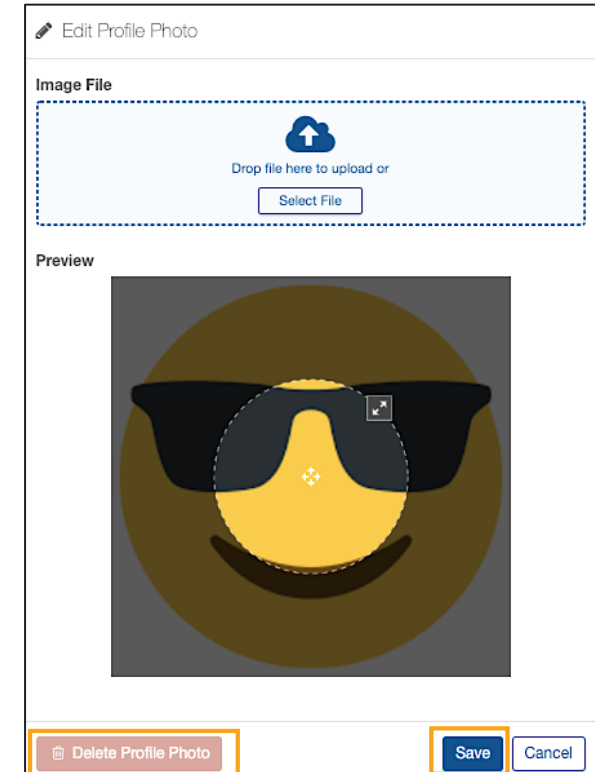 Edit Profile Photo
Image File
Drop file here to upload or
Select File
Preview
Delete Profile Photo
Save
Cancel